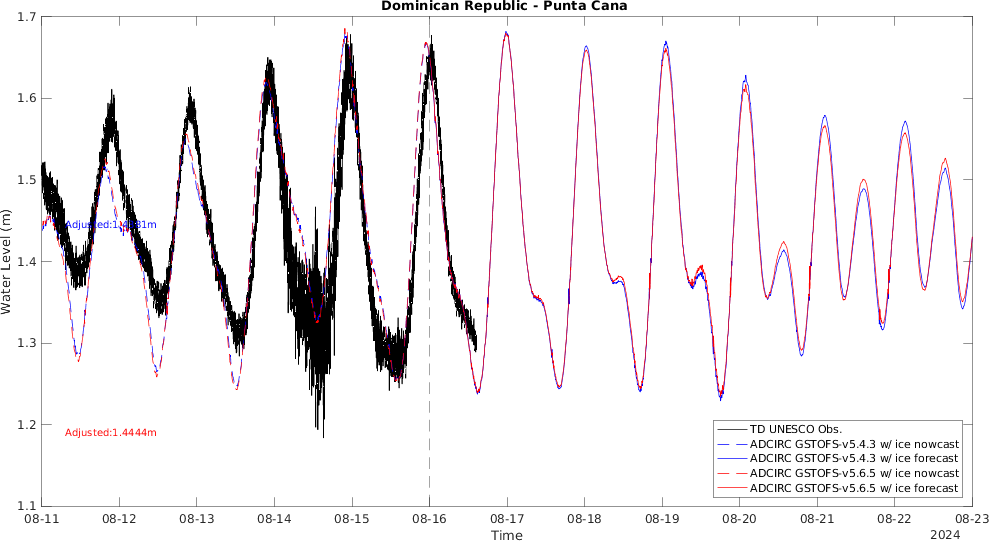 Dominican Republic - Punta Cana
1.7
1.6
1.5
1.4
1.3
1.2
1.1
Water Level (m)
Adjusted:
Adjusted:1.4444m
TD UNESCO Obs.
ADCIRC GSTOFS-v5.4.3 w/ ice nowcast
ADCIRC GSTOFS-v5.4.3 w/ ice forecast
ADCIRC GSTOFS-v5.6.5 w/ ice nowcast
ADCIRC GSTOFS-v5.6.5 w/ ice forecast
08-11 08-12 08-13 08-14 08-15 08-16 08-17 08-18 08-19 08-20 08-21 08-22 08-23
Time
2024